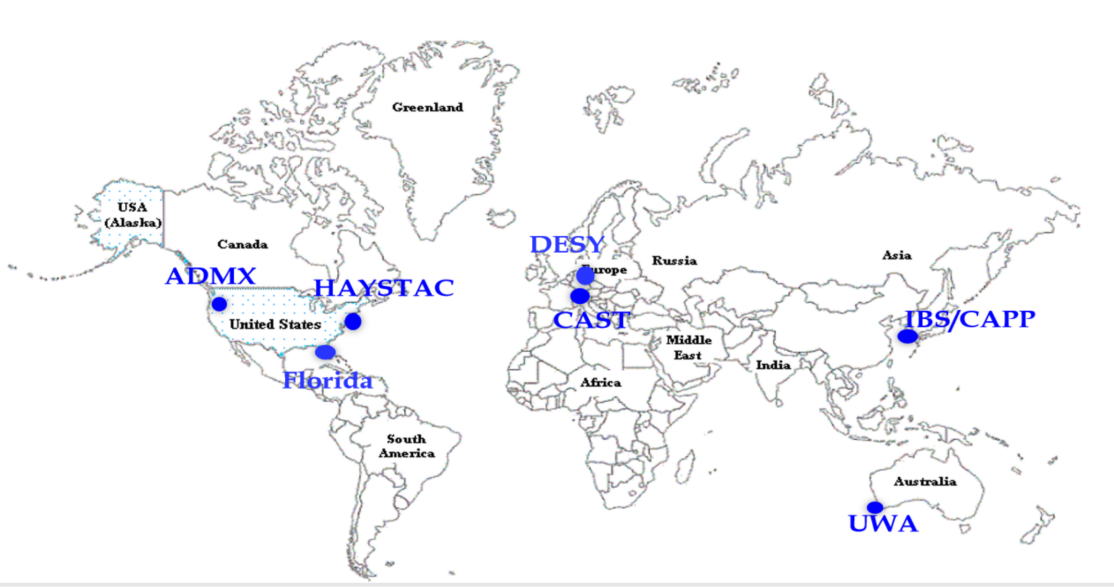 Greenland
USA
(Alaska)
Canada
DESY
Europe
Russia
Asia
ADMX
HAYSTAC
United States
CAST
IBS/CAPP
Middle
East
India
Florida
Africa
South
America
Australia
UWA